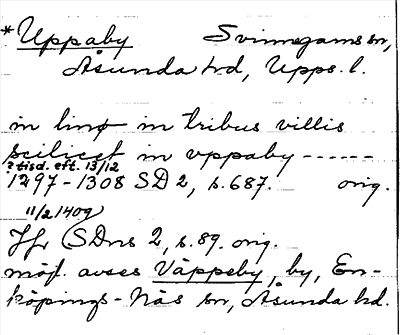 * Uppåby Svinnegarns sn,
Åsunda hd, Upps. l.
in linø in tribus villis
scilicet in vppaby ------
? tisd. eft. 13/12
1297-1308 SD 2, s. 687. orig.
11/2 1409
Jfr SDns 2, s. 89. orig.
möjl. avses Väppeby, by, En-
köpings-Näs sn, Åsunda hd.